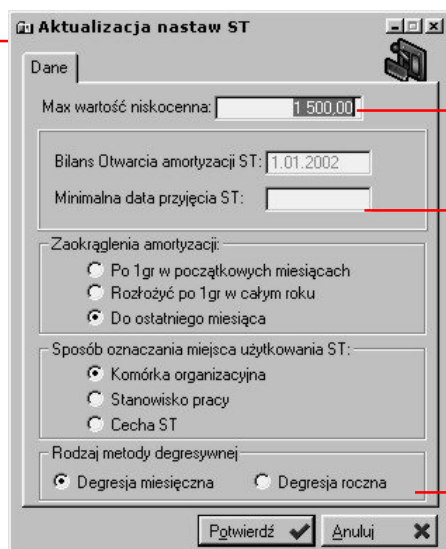 Aktualizacja nastaw ST
Dane
Max wartość niskocenna: 1 500,00
Bilans Otwarcia amortyzacji ST: 1.01.2002
Minimalna data przyjęcia ST:
Zaokrąglenia amortyzacji:
Po 1gr w początkowych miesiącach
Rozłożyć po 1gr w całym roku
Do ostatniego miesiąca
Sposób oznaczania miejsca użytkowania ST:
Komórka organizacyjna
Stanowisko pracy
Cecha ST
Rodzaj metody degresywnej
Degresja miesięczna Degresja roczna
Potwierdź Anuluj